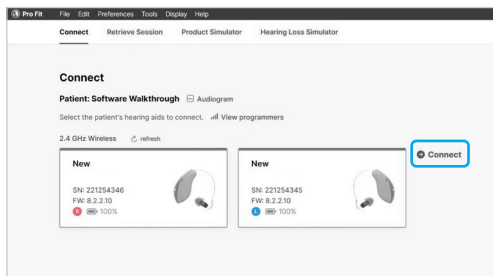 Pro Fit File Edit Preferences Tools Display Help
Connect Retrieve Session Product Simulator Hearing Loss Simulator
Connect
Patient: Software Walkthrough Audiogram
Select the patient's hearing aids to connect. View programmers
2.4 GHz Wireless refresh
New
SN: 221254346
FW: 8.2.2.10
R 100%
New
SN: 221254345
FW: 8.2.2.10
L 100%
Connect